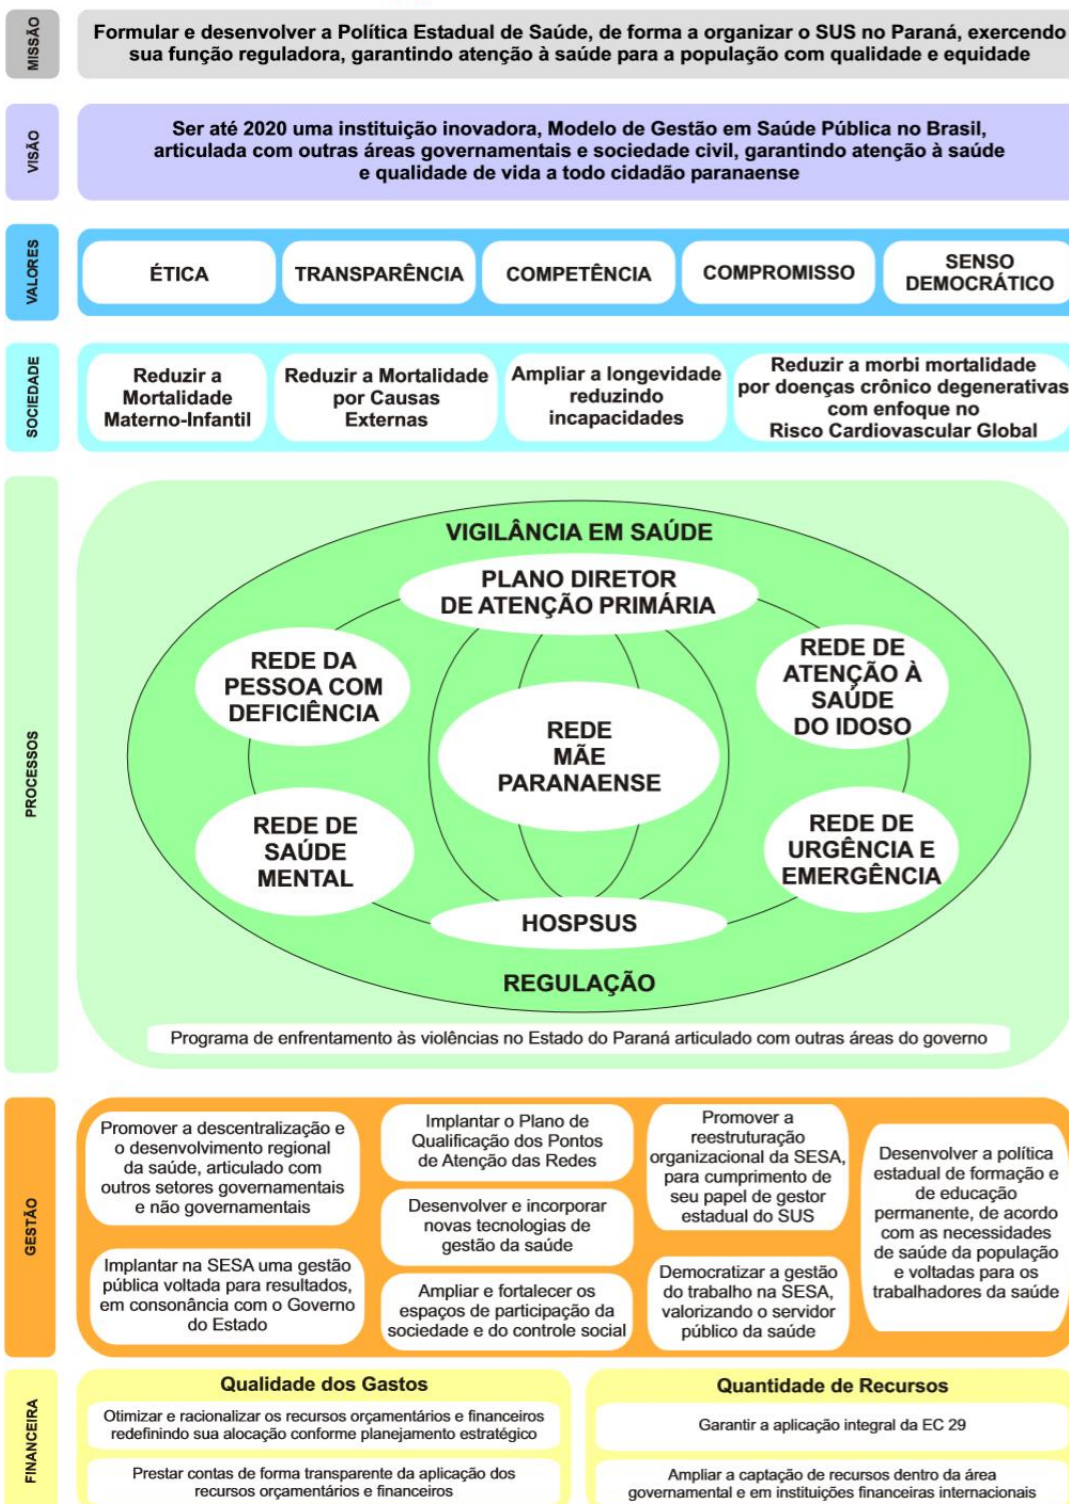 MISSÃO
Formular e desenvolver a Política Estadual de Saúde, de forma a organizar o SUS no Paraná, exercendo
sua função reguladora, garantindo atenção à saúde para a população com qualidade e equidade
VISÃO
Ser até 2020 uma instituição inovadora, Modelo de Gestão em Saúde Pública no Brasil,
articulada com outras áreas governamentais e sociedade civil, garantindo atenção à saúde
e qualidade de vida a todo cidadão paranaense
VALORES
ÉTICA
TRANSPARÊNCIA
COMPETÊNCIA
COMPROMISSO
SENSO
DEMOCRÁTICO
SOCIEDADE
Reduzir a
Mortalidade
Materno-Infantil
Reduzir a Mortalidade
por Causas
Externas
Ampliar a longevidade
reduzindo
incapacidades
Reduzir a morbi mortalidade
por doenças crônico degenerativas
com enfoque no
Risco Cardiovascular Global
PROCESSOS
VIGILÂNCIA EM SAÚDE
PLANO DIRETOR
DE ATENÇÃO PRIMÁRIA
REDE DA
PESSOA COM
DEFICIÊNCIA
REDE DE
ATENÇÃO À
SAÚDE
DO IDOSO
REDE
MÃE
PARANAENSE
REDE DE
SAÚDE
MENTAL
REDE DE
URGÊNCIA E
EMERGÊNCIA
HOSPSUS
REGULAÇÃO
Programa de enfrentamento às violências no Estado do Paraná articulado com outras áreas do governo
GESTÃO
Promover a descentralização e
o desenvolvimento regional
da saúde, articulado com
outros setores governamentais
e não governamentais
Implantar na SESA uma gestão
pública voltada para resultados,
em consonância com o Governo
do Estado
Implantar o Plano de
Qualificação dos Pontos
de Atenção das Redes
Desenvolver e incorporar
novas tecnologias de
gestão da saúde
Ampliar e fortalecer os
espaços de participação da
sociedade e do controle social
Promover a
reestruturação
organizacional da SESA,
para cumprimento de
seu papel de gestor
estadual do SUS
Democratizar a gestão
do trabalho na SESA,
valorizando o servidor
público da saúde
Desenvolver a política
estadual de formação e
de educação
permanente, de acordo
com as necessidades
de saúde da população
e voltadas para os
trabalhadores da saúde
FINANCEIRA
Qualidade dos Gastos
Otimizar e racionalizar os recursos orçamentários e financeiros
redefinindo sua alocação conforme planejamento estratégico
Prestar contas de forma transparente da aplicação dos
recursos orçamentários e financeiros
Quantidade de Recursos
Garantir a aplicação integral da EC 29
Ampliar a captação de recursos dentro da área
governamental e em instituições financeiras internacionais